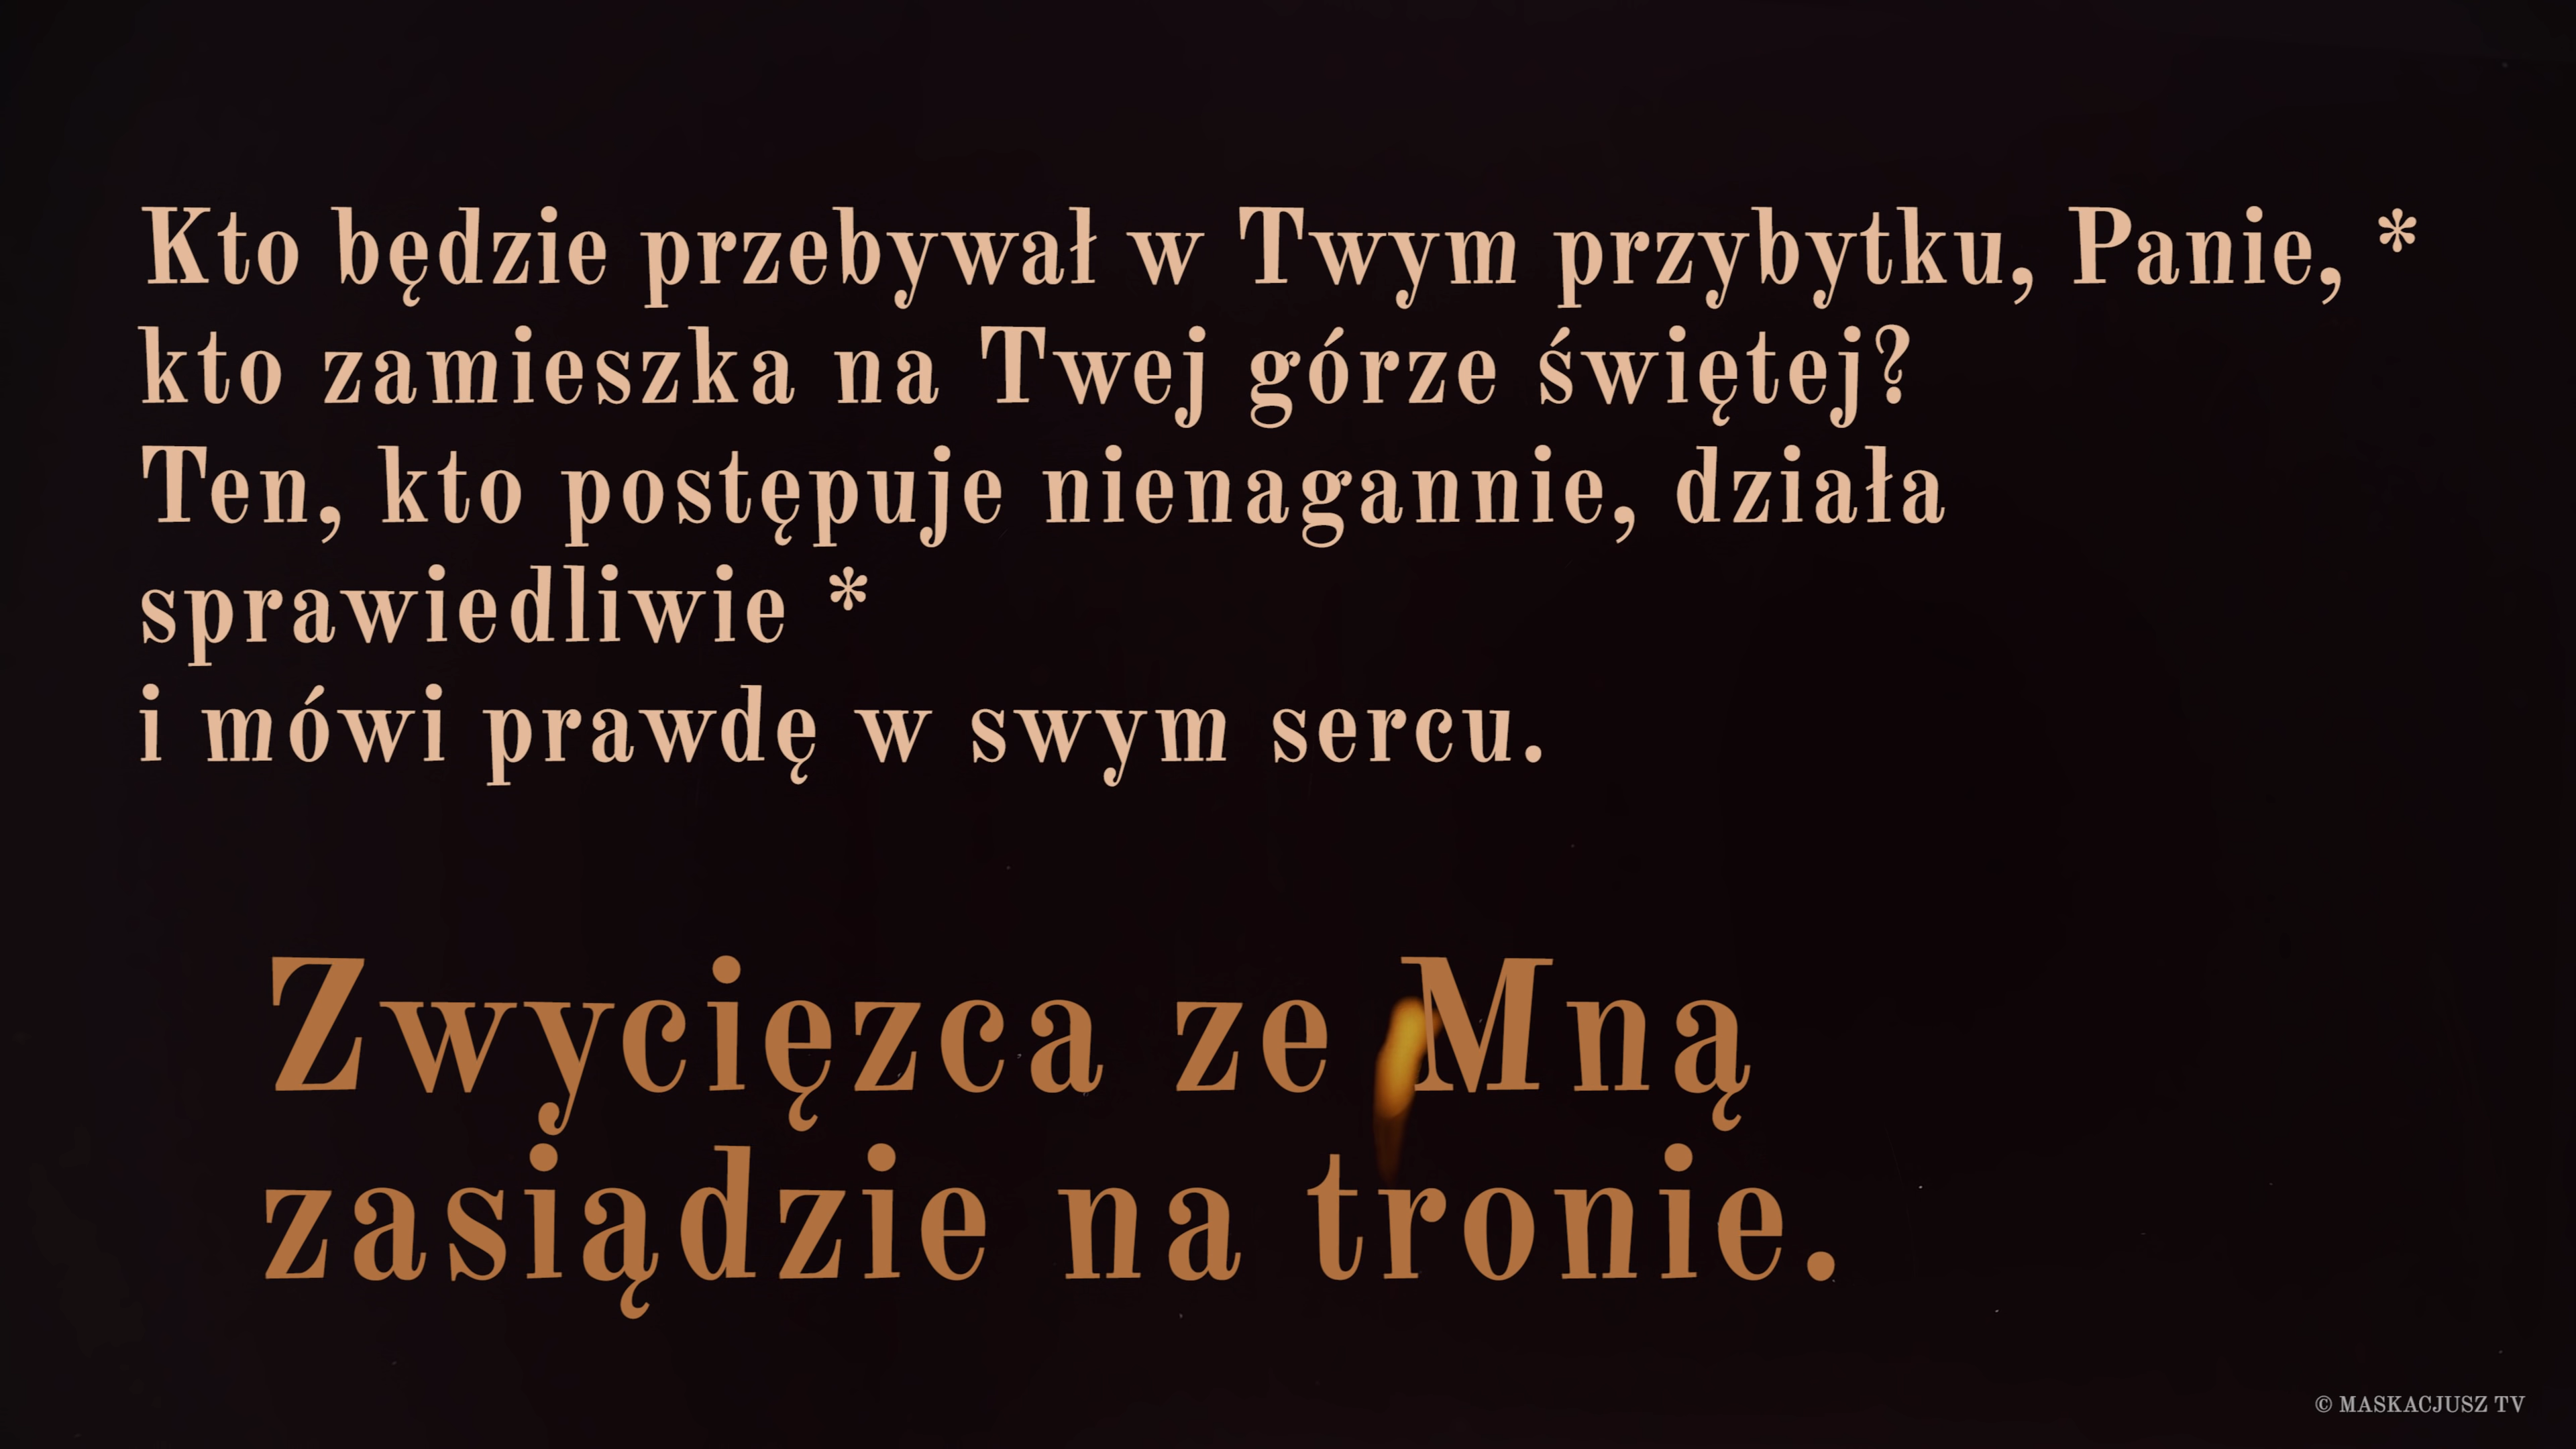 Kto będzie przebywał w Twym przybytku, Panie, *
kto zamieszka na Twej górze świętej?
Ten, kto postępuje nienagannie, działa
sprawiedliwie *
i mówi prawdę w swym sercu.
Zwycięzca ze Mną
zasiądzie na tronie.
© MASKACJUSZ TV